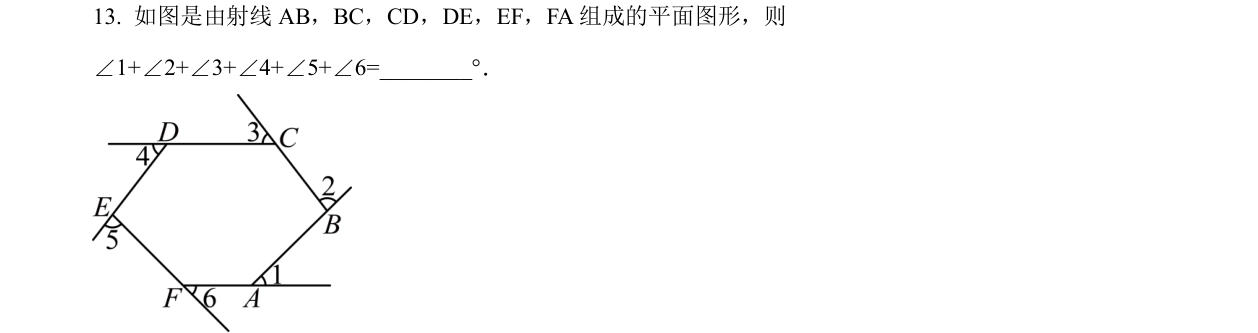 13. 如图是由射线 AB，BC，CD，DE，EF，FA 组成的平面图形，则
∠1+∠2+∠3+∠4+∠5+∠6=________°．
D
3
C
4
2
E
B
5
1
F
6
A